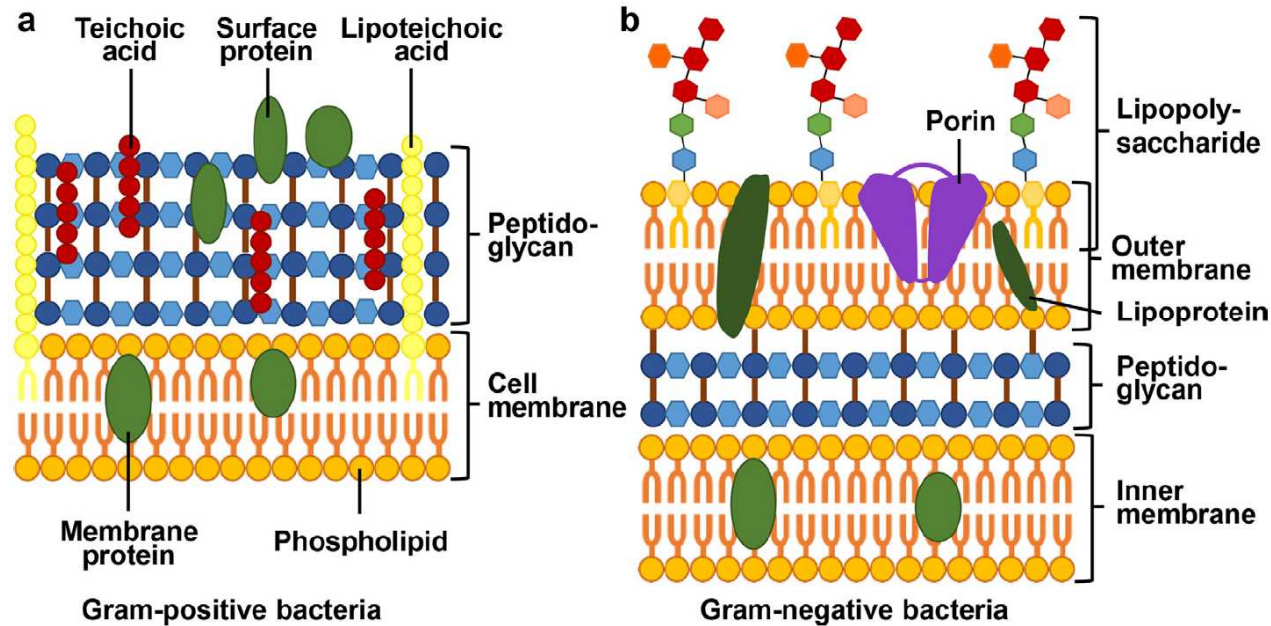 a
Teichoic
acid
Surface
protein
Lipoteichoic
acid
Peptido-
glycan
Cell
membrane
Membrane
protein
Phospholipid
Gram-positive bacteria
b
Lipopoly-
saccharide
Porin
Outer
membrane
Lipoprotein
Peptido-
glycan
Inner
membrane
Gram-negative bacteria